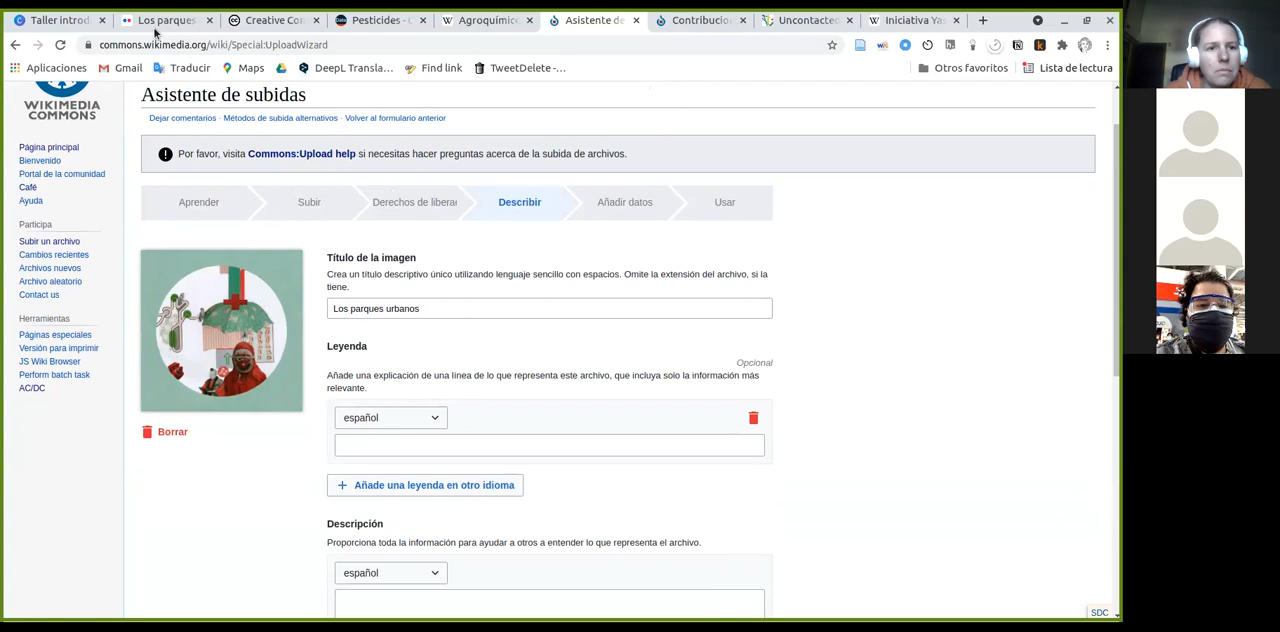 Taller introd
Los parques
Creative Con
Pesticides - 
Agroquímico
Asistente de
Contribucio
Uncontacted
Iniciativa Yas
commons.wikimedia.org/wiki/Special:UploadWizard
Aplicaciones
Gmail
Traducir
Maps
DeepL Transla...
Find link
TweetDelete -...
Otros favoritos
Lista de lectura
WIKIMEDIA
COMMONS
Página principal
Bienvenido
Portal de la comunidad
Café
Ayuda
Participa
Subir un archivo
Cambios recientes
Archivos nuevos
Archivo aleatorio
Contact us
Herramientas
Páginas especiales
Versión para imprimir
JS Wiki Browser
Perform batch task
AC/DC
Asistente de subidas
Dejar comentarios · Métodos de subida alternativos · Volver al formulario anterior
Por favor, visita Commons:Upload help si necesitas hacer preguntas acerca de la subida de archivos.
Aprender
Subir
Derechos de liberac
Describir
Añadir datos
Usar
Borrar
Título de la imagen
Crea un título descriptivo único utilizando lenguaje sencillo con espacios. Omite la extensión del archivo, si la
tiene.
Los parques urbanos
Leyenda
Opcional
Añade una explicación de una línea de lo que representa este archivo, que incluya solo la información más
relevante.
español
+ Añade una leyenda en otro idioma
Descripción
Proporciona toda la información para ayudar a otros a entender lo que representa el archivo.
español
SDC